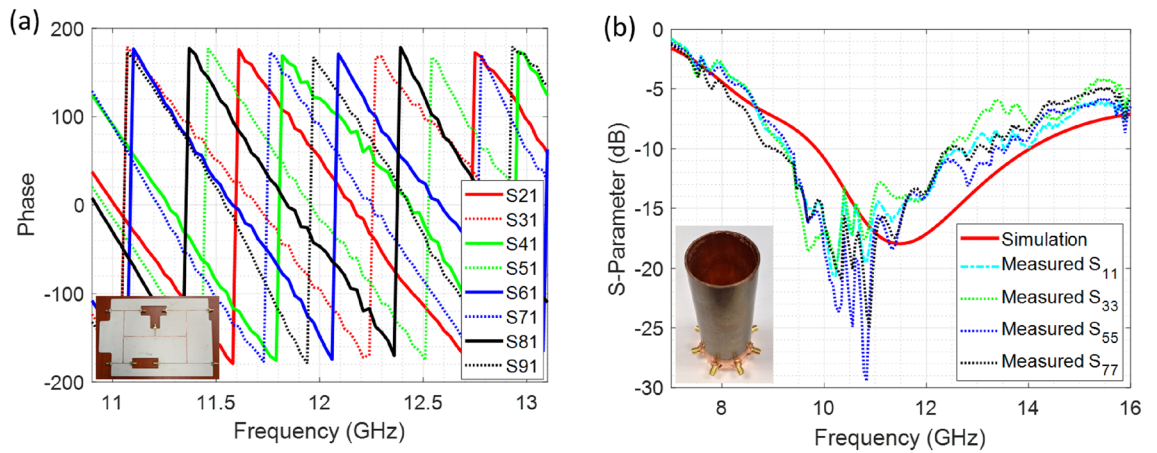 (a)
200
100
0
-100
-200
Phase
11
11.5
12
12.5
13
Frequency (GHz)
S21
S31
S41
S51
S61
S71
S81
S91
(b)
0
-5
-10
-15
-20
-25
-30
S-Parameter (dB)
8
10
12
14
16
Frequency (GHz)
Simulation
Measured S11
Measured S33
Measured S55
Measured S77